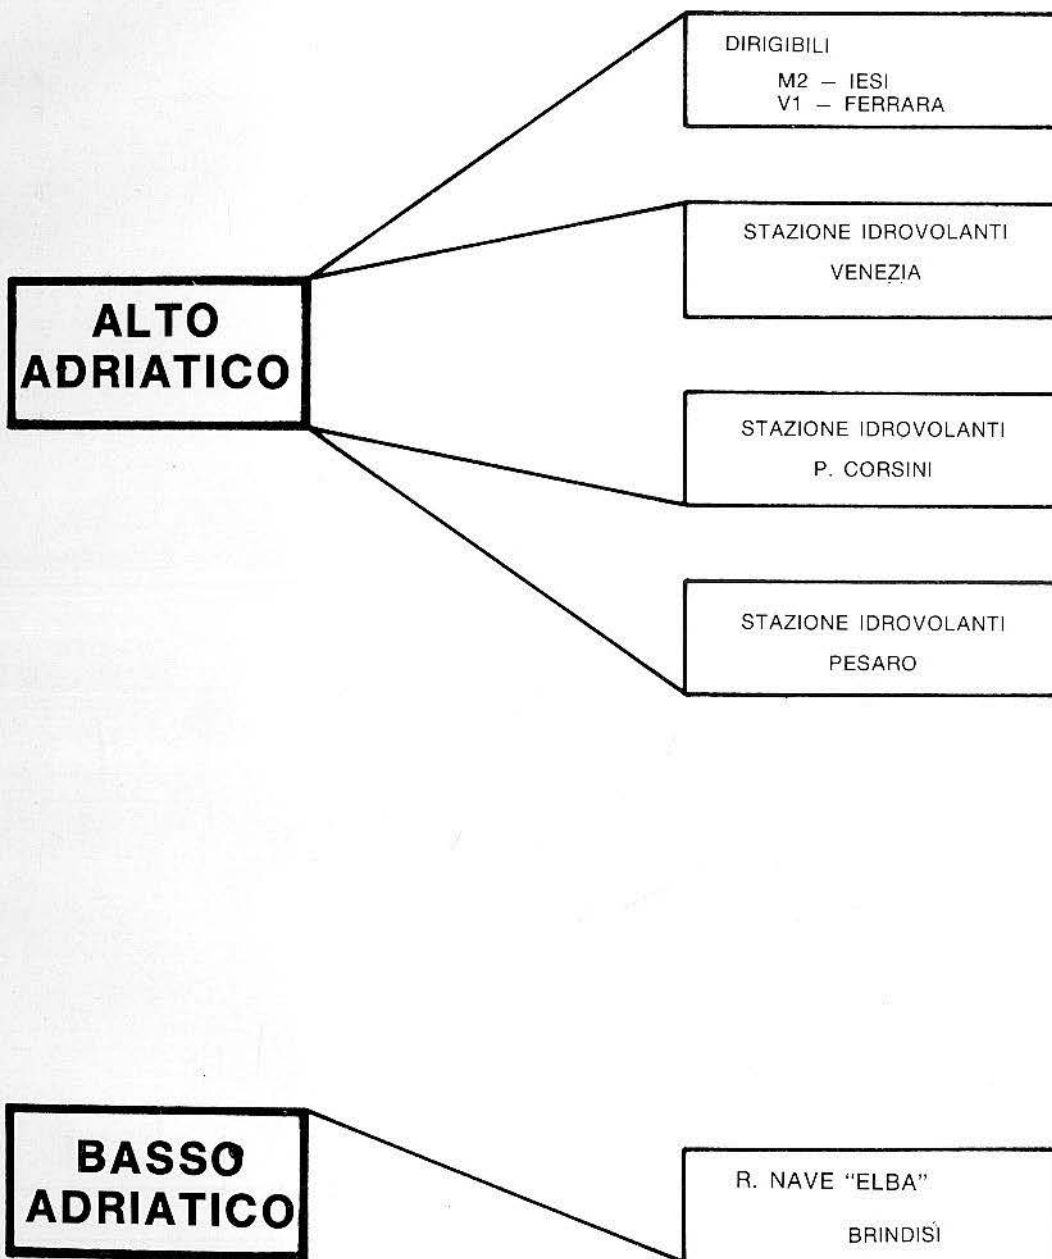 DIRIGIBILI
M2 — IESI
V1 — FERRARA
STAZIONE IDROVOLANTI
VENEZIA
ALTO
ADRIATICO
STAZIONE IDROVOLANTI
P. CORSINI
STAZIONE IDROVOLANTI
PESARO
BASSO
ADRIATICO
R. NAVE “ELBA”
BRINDISI